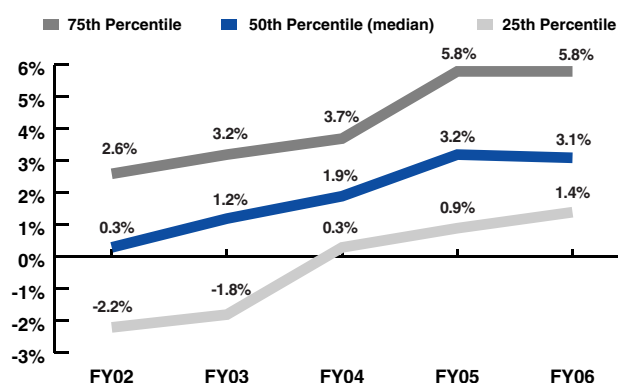 75th Percentile 50th Percentile (median) 25th Percentile
6%
5%
4%
3%
2%
1%
0%
-1%
-2%
-3%
2.6% 3.2% 3.7% 5.8% 5.8%
0.3% 1.2% 1.9% 3.2% 3.1%
-2.2% -1.8% 0.3% 0.9% 1.4%
FY02 FY03 FY04 FY05 FY06